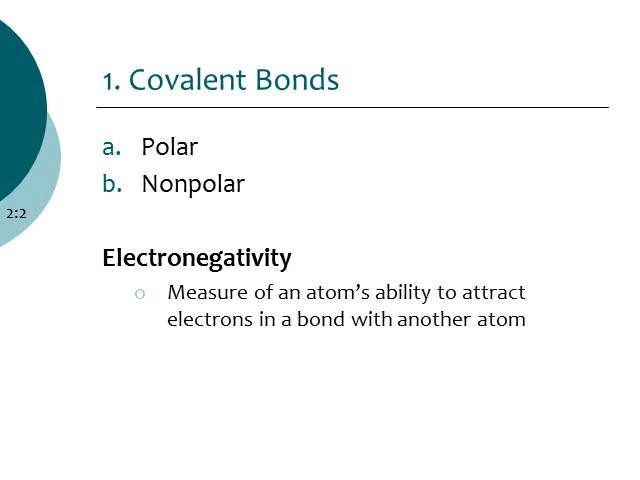 1. Covalent Bonds
a. Polar
b. Nonpolar
2:2
Electronegativity
o Measure of an atom’s ability to attract
electrons in a bond with another atom